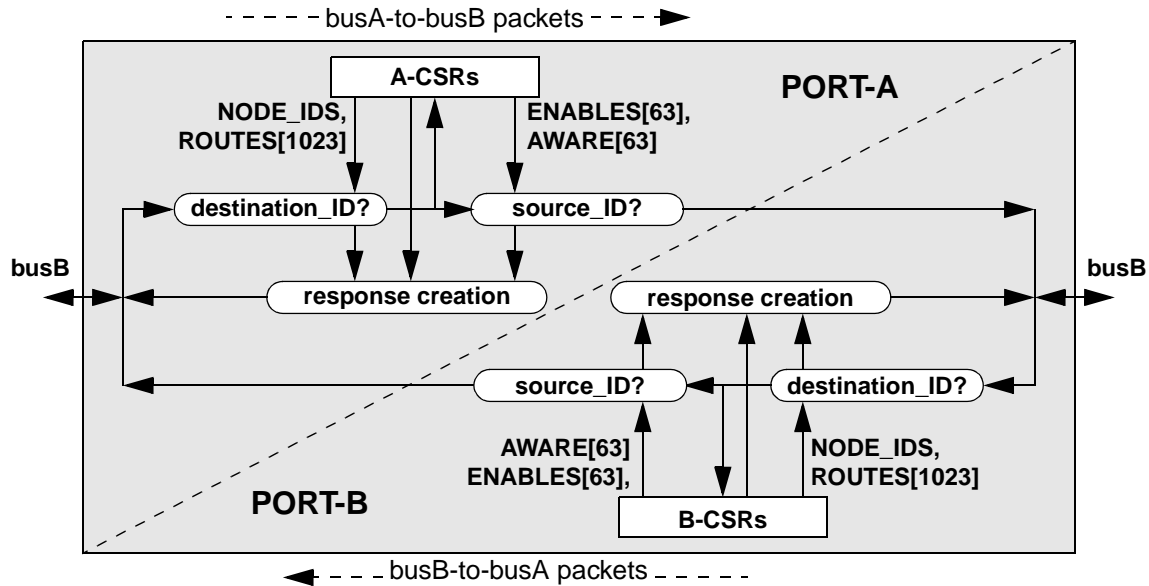 busA-to-busB packets
A-CSRs
PORT-A
NODE_IDS,
ROUTES[1023]
ENABLES[63],
AWARE[63]
destination_ID?
source_ID?
busB
response creation
response creation
busB
source_ID?
destination_ID?
AWARE[63]
ENABLES[63],
NODE_IDS,
ROUTES[1023]
PORT-B
B-CSRs
busB-to-busA packets